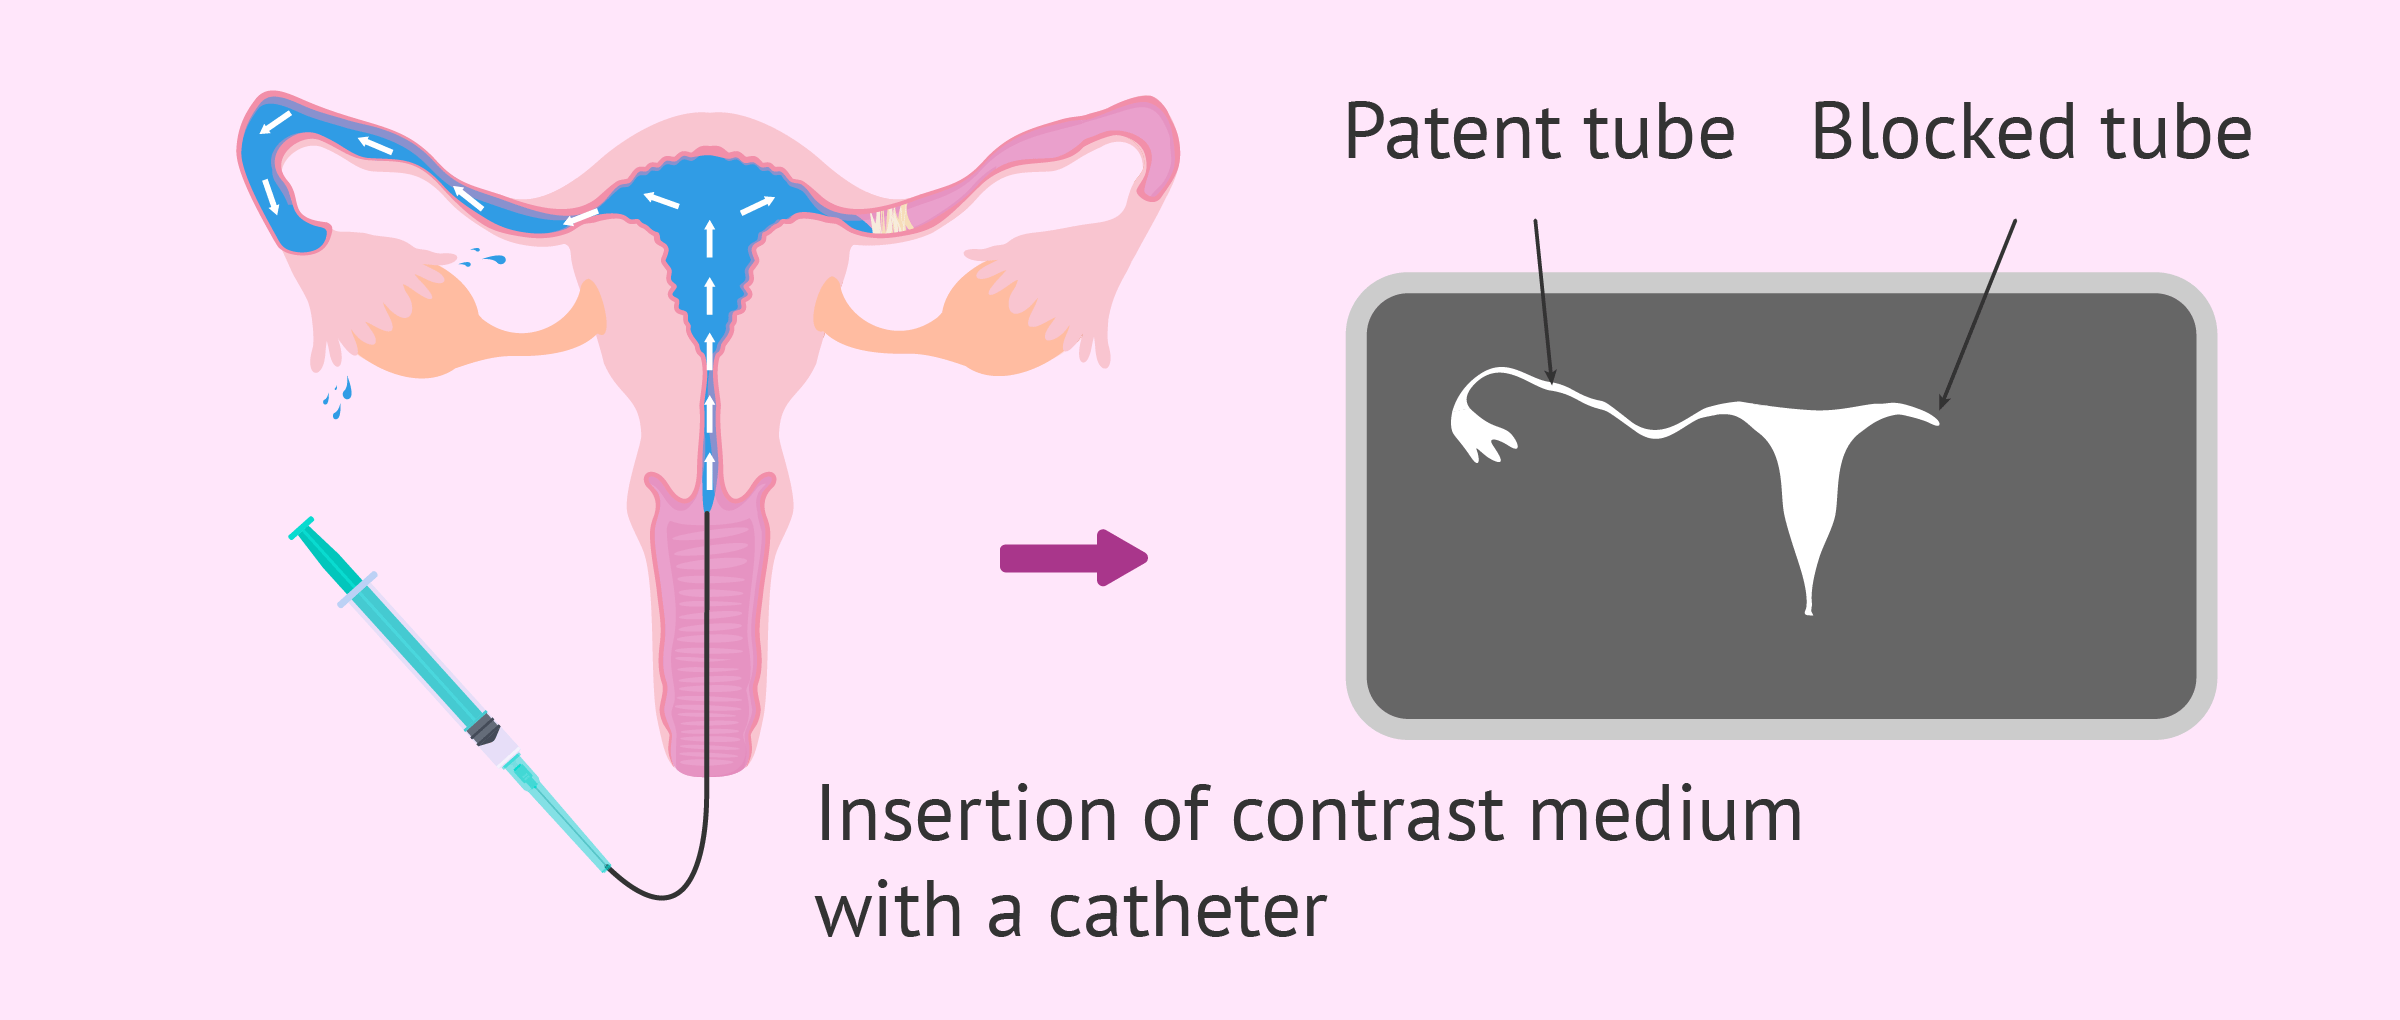 Patent tube
Blocked tube
Insertion of contrast medium
with a catheter